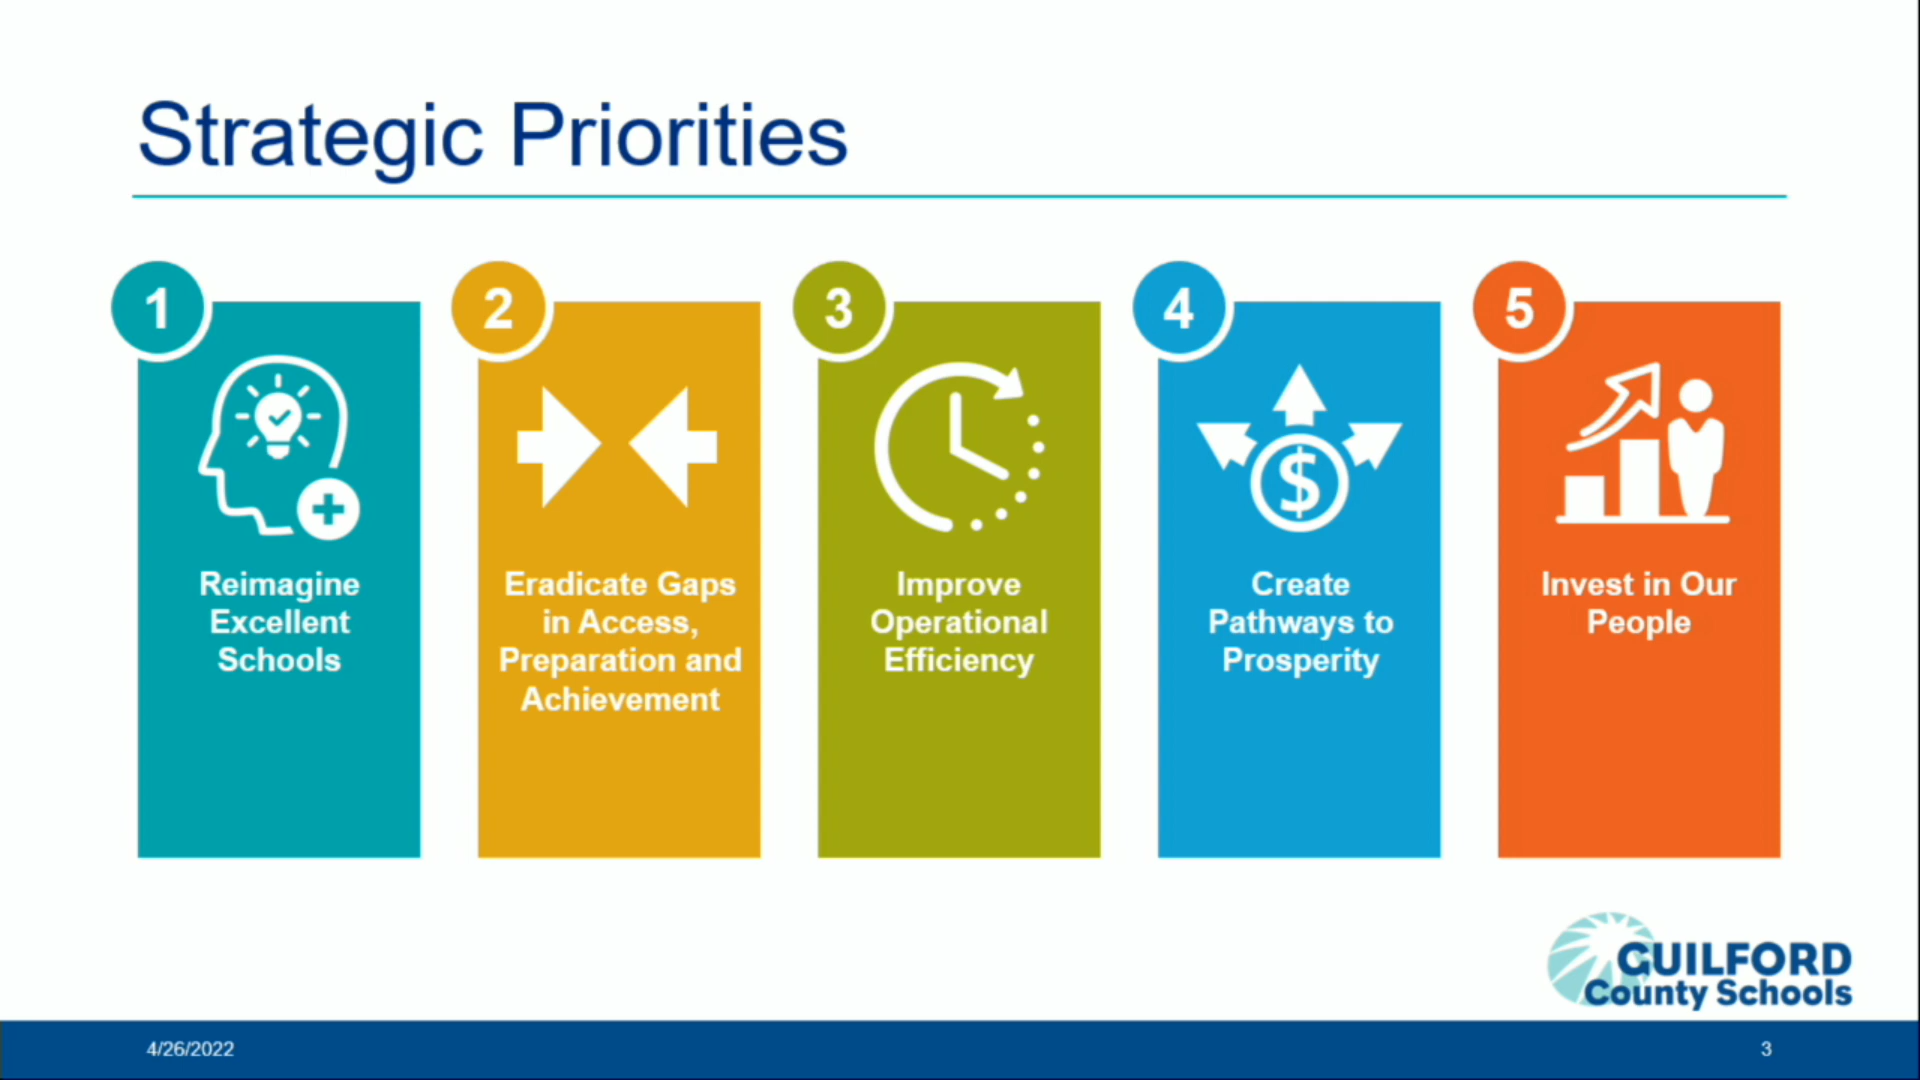 Strategic Priorities
1
Reimagine
Excellent
Schools
2
Eradicate Gaps
in Access,
Preparation and
Achievement
3
Improve
Operational
Efficiency
4
$
Create
Pathways to
Prosperity
5
Invest in Our
People
GUILFORD
County Schools
4/26/2022
3